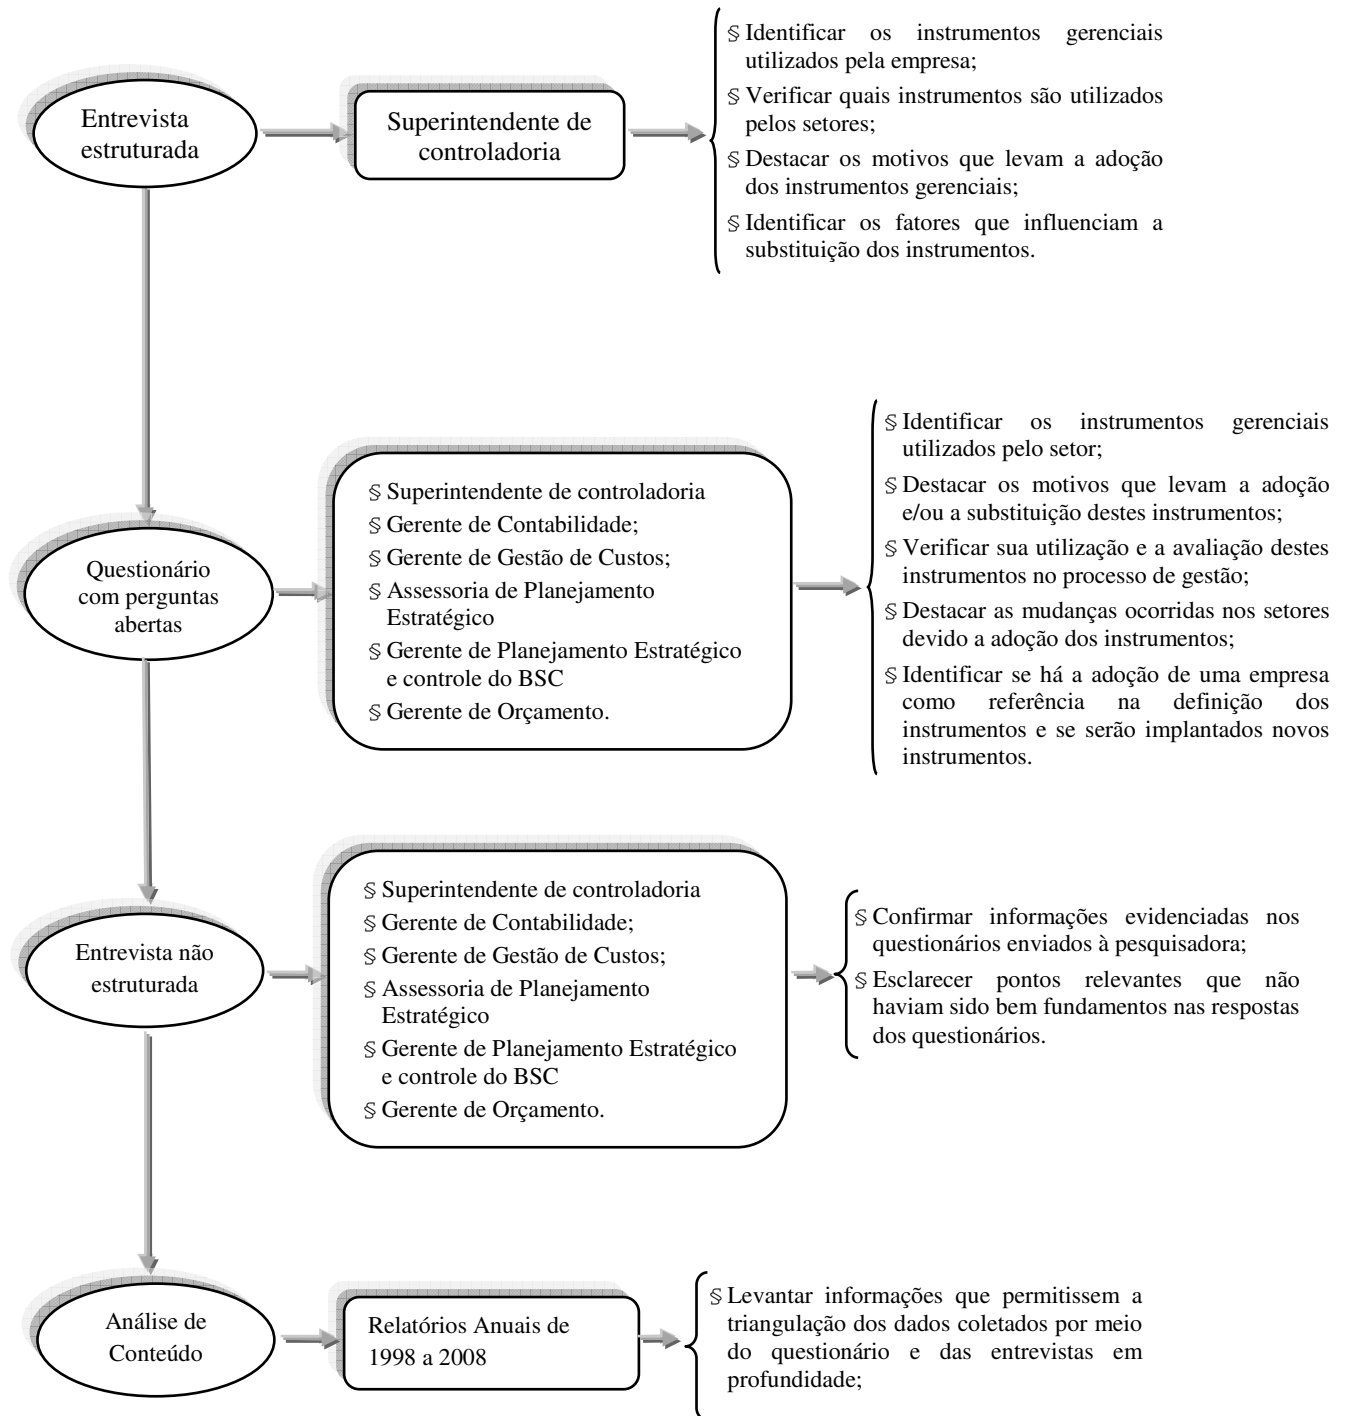 Entrevista
estruturada
Superintendente de
controladoria
§ Identificar os instrumentos gerenciais
utilizados pela empresa;
§ Verificar quais instrumentos são utilizados
pelos setores;
§ Destacar os motivos que levam a adoção
dos instrumentos gerenciais;
§ Identificar os fatores que influenciam a
substituição dos instrumentos.
Questionário
com perguntas
abertas
§ Superintendente de controladoria
§ Gerente de Contabilidade;
§ Gerente de Gestão de Custos;
§ Assessoria de Planejamento
Estratégico
§ Gerente de Planejamento Estratégico
e controle do BSC
§ Gerente de Orçamento.
§ Identificar os instrumentos gerenciais
utilizados pelo setor;
§ Destacar os motivos que levam a adoção
e/ou a substituição destes instrumentos;
§ Verificar sua utilização e a avaliação destes
instrumentos no processo de gestão;
§ Destacar as mudanças ocorridas nos setores
devido a adoção dos instrumentos;
§ Identificar se há a adoção de uma empresa
como referência na definição dos
instrumentos e se serão implantados novos
instrumentos.
Entrevista não
estruturada
§ Superintendente de controladoria
§ Gerente de Contabilidade;
§ Gerente de Gestão de Custos;
§ Assessoria de Planejamento
Estratégico
§ Gerente de Planejamento Estratégico
e controle do BSC
§ Gerente de Orçamento.
§ Confirmar informações evidenciadas nos
questionários enviados à pesquisadora;
§ Esclarecer pontos relevantes que não
haviam sido bem fundamentos nas respostas
dos questionários.
Análise de
Conteúdo
Relatórios Anuais de
1998 a 2008
§ Levantar informações que permitissem a
triangulação dos dados coletados por meio
do questionário e das entrevistas em
profundidade;